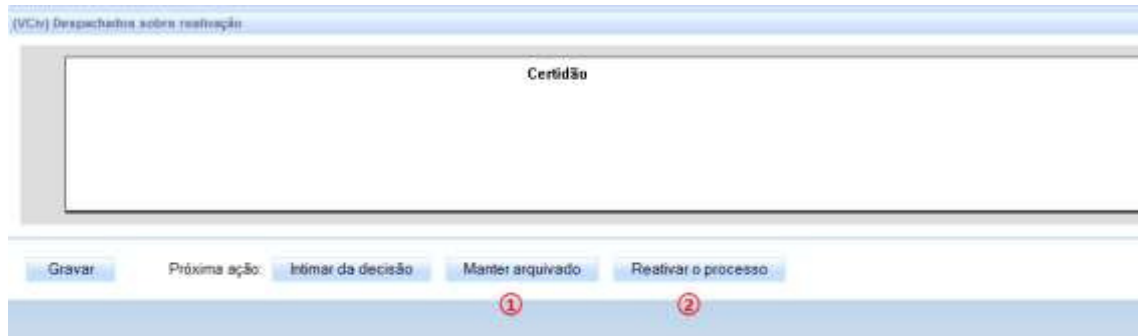 (VCiv) Despachados sobre reativação
Certidão
Gravar Próxima ação: Intimar da decisão Manter arquivado Reativar o processo
① ②